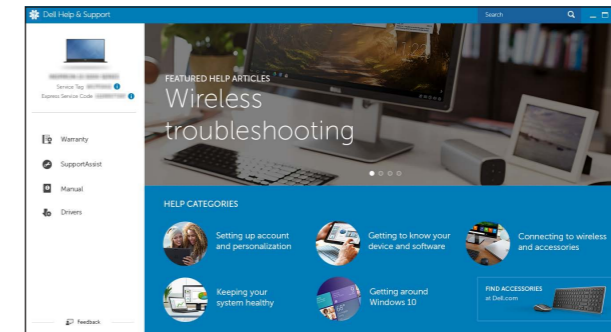 Dell Help & Support
Search
Service Tag:
Express Service Code:
Warranty
SupportAssist
Manual
Drivers
Feedback
FEATURED HELP ARTICLES
Wireless
troubleshooting
HELP CATEGORIES
Setting up account
and personalization
Getting to know your
device and software
Connecting to wireless
and accessories
Keeping your
system healthy
Getting around
Windows 10
FIND ACCESSORIES
at Dell.com